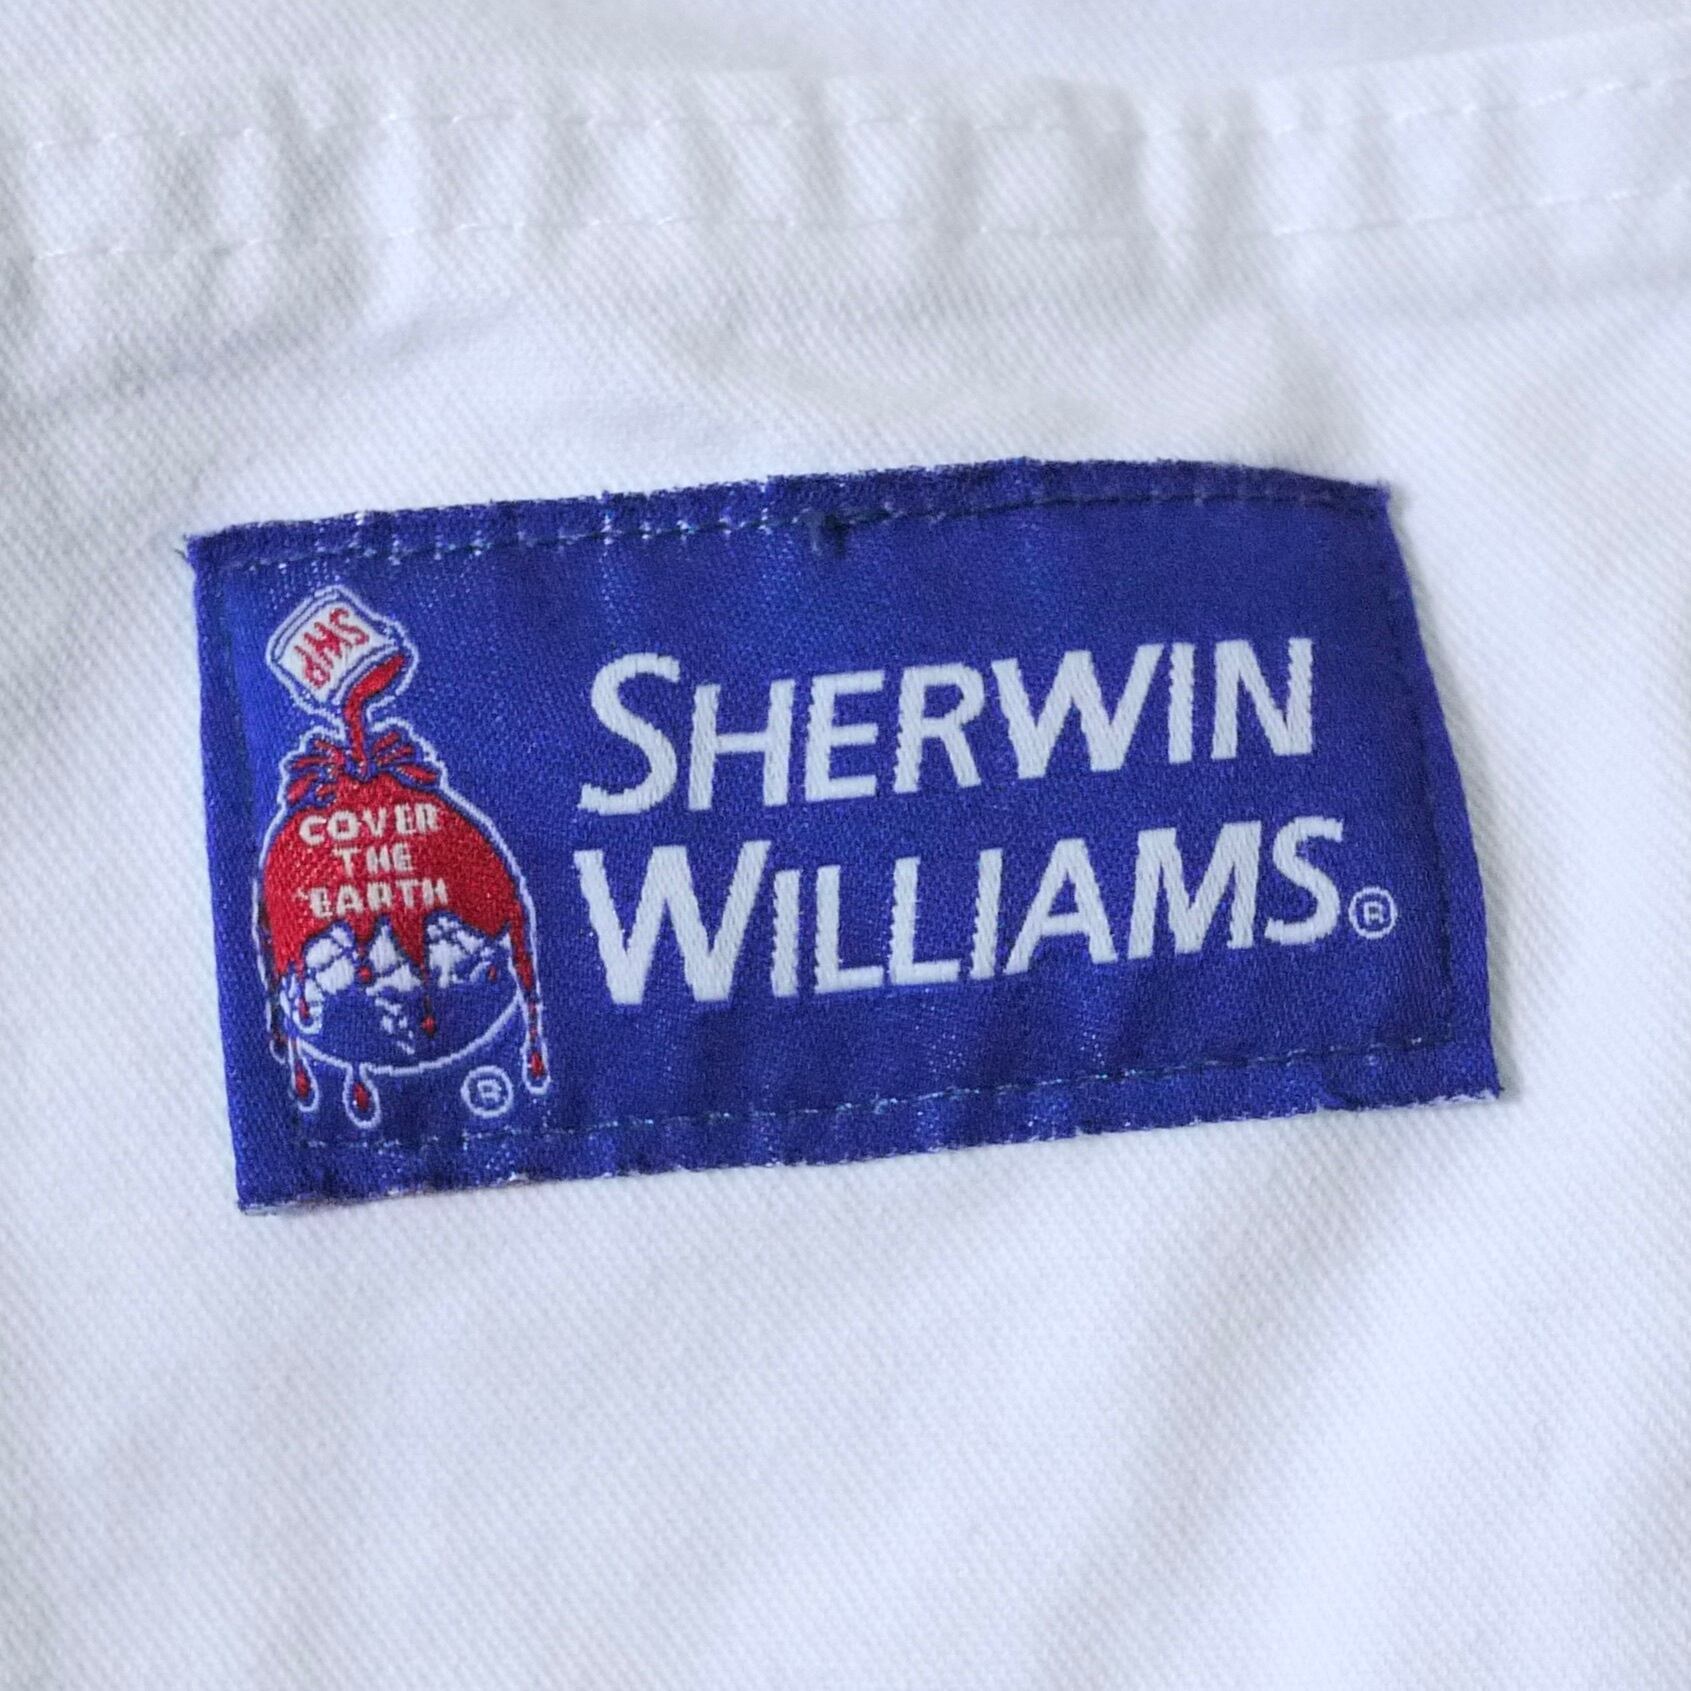 SWP
COVER
THE
EARTH
®
SHERWIN
WILLIAMS®